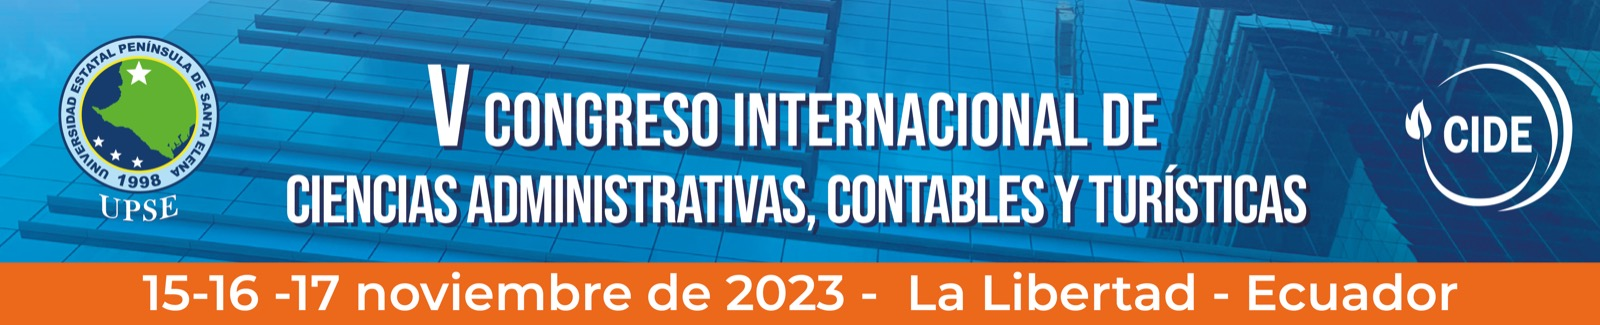 UNIVERSIDAD ESTATAL PENÍNSULA DE SANTA ELENA
1998
UPSE
V CONGRESO INTERNACIONAL DE
CIENCIAS ADMINISTRATIVAS, CONTABLES Y TURÍSTICAS
CIDE
15-16 -17 noviembre de 2023 - La Libertad - Ecuador